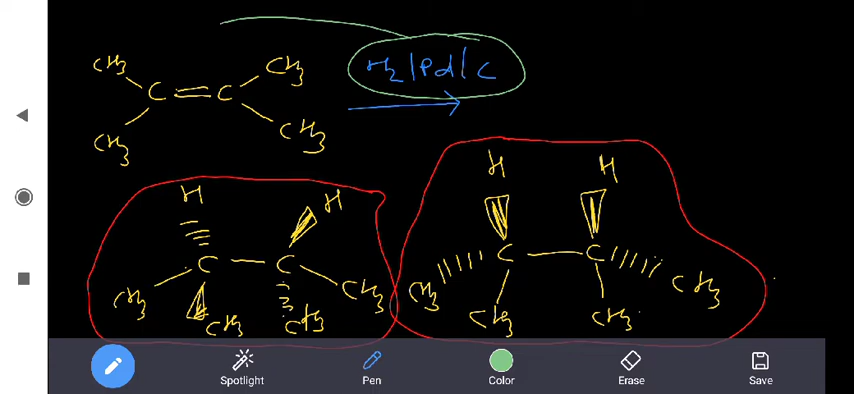 CH3 CH3 H2/Pd/C
C = C
CH3 CH3
H H
H H
C — C
C — C
CH3 CH3
CH3 CH3
CH3 CH3
CH3 CH3
Spotlight Pen Color Erase Save